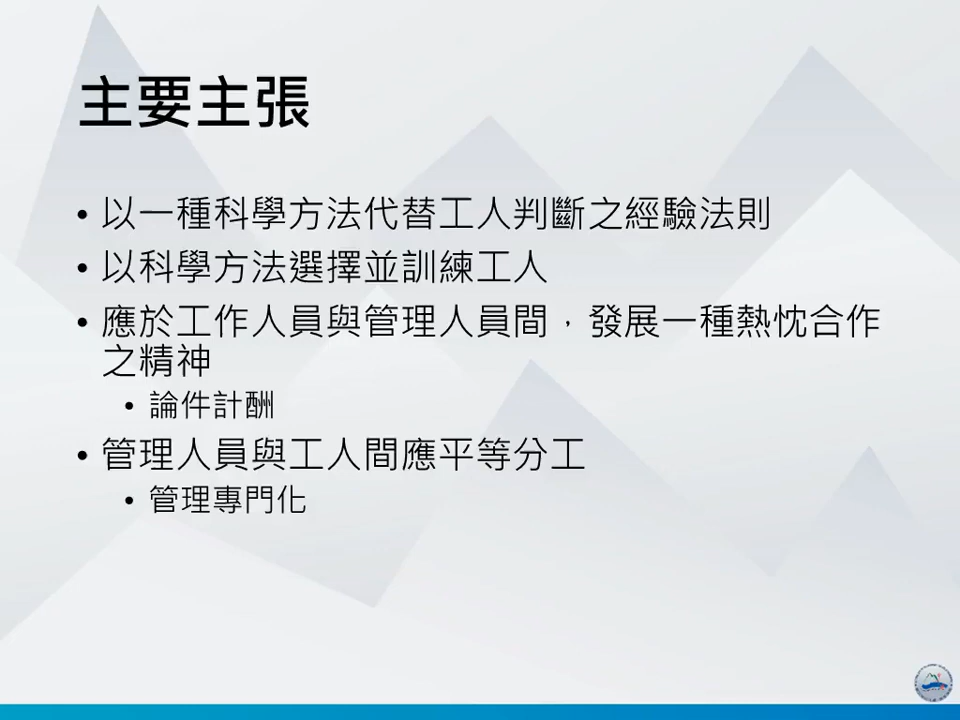 主要主張
• 以一種科學方法代替工人判斷之經驗法則
• 以科學方法選擇並訓練工人
• 應於工作人員與管理人員間，發展一種熱忱合作
之精神
• 論件計酬
• 管理人員與工人間應平等分工
• 管理專門化